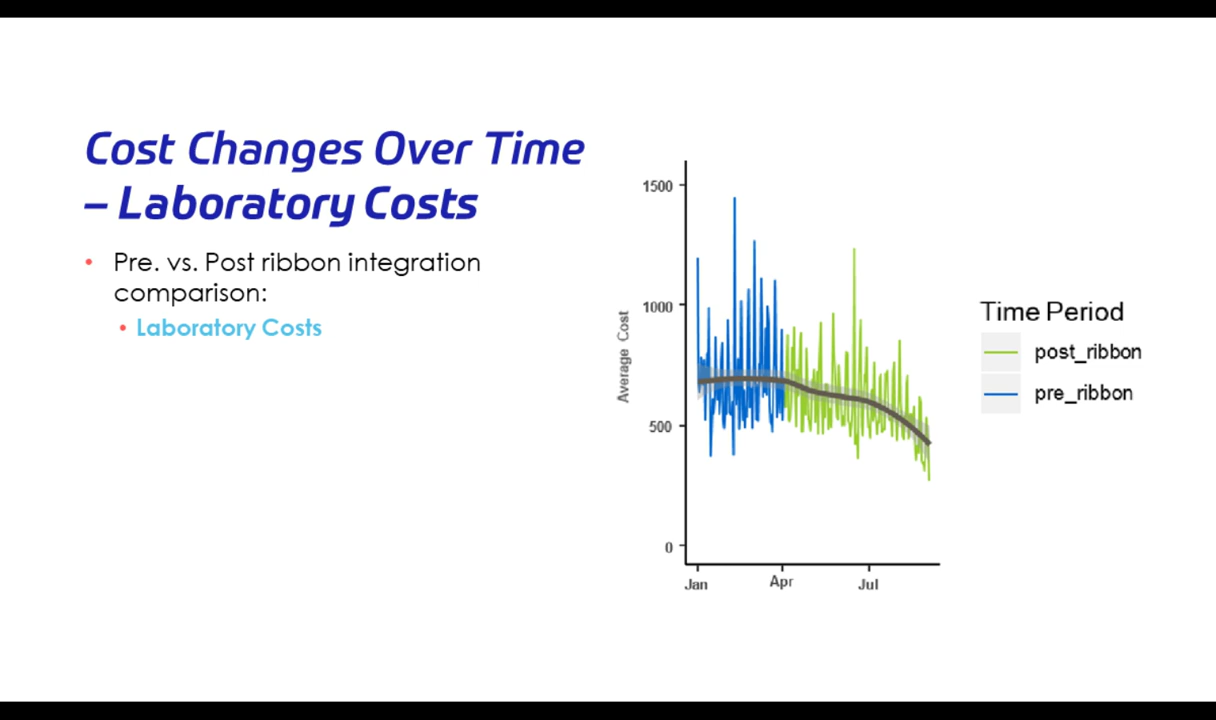 Cost Changes Over Time
– Laboratory Costs
• Pre. vs. Post ribbon integration
comparison:
• Laboratory Costs
1500
1000
500
0
Average Cost
Jan
Apr
Jul
Time Period
post_ribbon
pre_ribbon